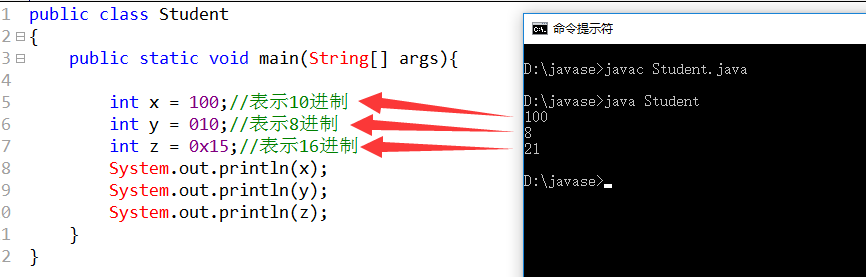 1 public class Student
2 {
3 public static void main(String[] args){
4
5 int x = 100;//表示10进制
6 int y = 010;//表示8进制
7 int z = 0x15;//表示16进制
8 System.out.println(x);
9 System.out.println(y);
0 System.out.println(z);
1 }
2 }
命令提示符
D:\javase>javac Student.java
D:\javase>java Student
100
8
21
D:\javase>